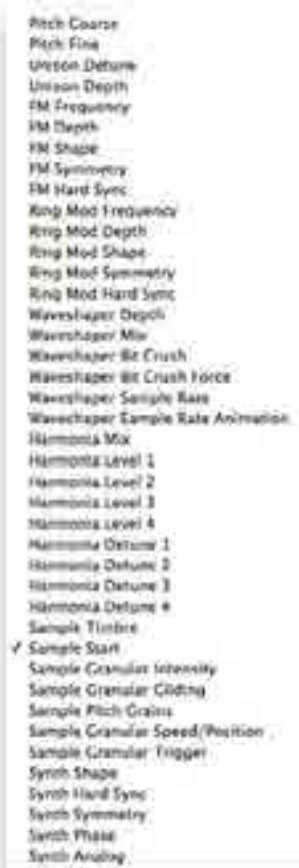 Pitch Coarse
Pitch Fine
Unison Detune
Unison Depth
FM Frequency
FM Depth
FM Shape
FM Symmetry
FM Hard Sync
Ring Mod Frequency
Ring Mod Depth
Ring Mod Shape
Ring Mod Symmetry
Ring Mod Hard Sync
Waveshaper Depth
Waveshaper Mix
Waveshaper Bit Crush
Waveshaper Bit Crush Force
Waveshaper Sample Rate
Waveshaper Sample Rate Animation
Harmonia Mix
Harmonia Level 1
Harmonia Level 2
Harmonia Level 3
Harmonia Level 4
Harmonia Detune 1
Harmonia Detune 2
Harmonia Detune 3
Harmonia Detune 4
Sample Timbre
✓ Sample Start
Sample Granular Intensity
Sample Granular Gliding
Sample Pitch Grains
Sample Granular Speed/Position
Sample Granular Trigger
Synth Shape
Synth Hard Sync
Synth Symmetry
Synth Phase
Synth Analog